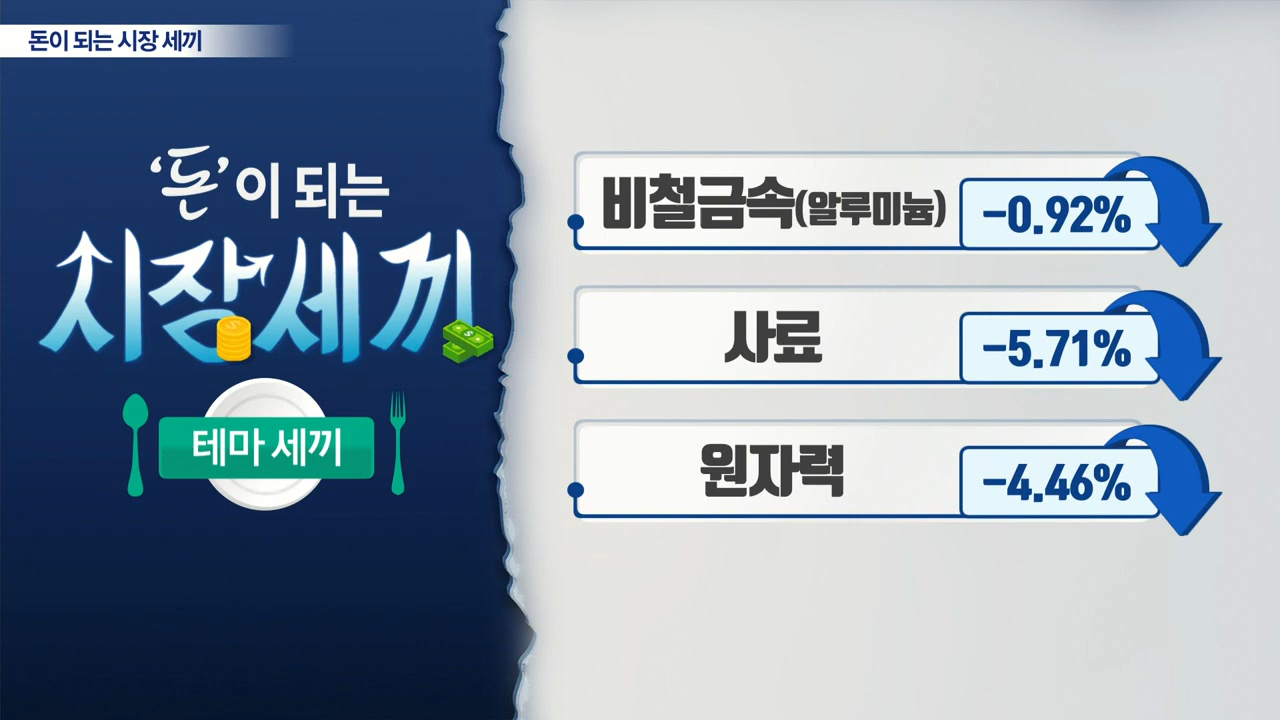 돈이 되는 시장 세끼
‘돈’이 되는
시장세끼
테마 세끼
비철금속(알루미늄) -0.92%
사료 -5.71%
원자력 -4.46%